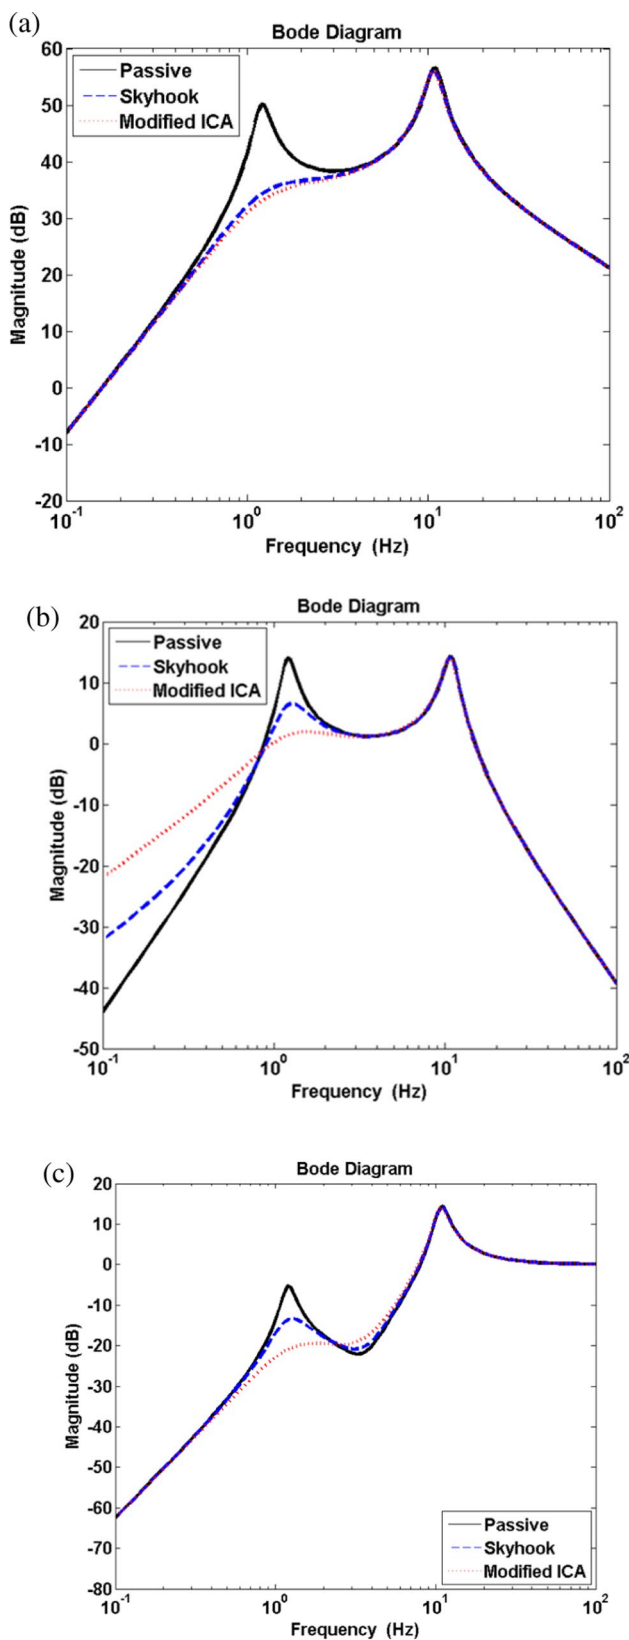 (a)
Bode Diagram
60
50
40
30
20
10
0
-10
-20
Magnitude (dB)
Passive
Skyhook
Modified ICA
10^-1
10^0
10^1
10^2
Frequency (Hz)
(b)
Bode Diagram
20
10
0
-10
-20
-30
-40
-50
Magnitude (dB)
Passive
Skyhook
Modified ICA
10^-1
10^0
10^1
10^2
Frequency (Hz)
(c)
Bode Diagram
20
10
0
-10
-20
-30
-40
-50
-60
-70
-80
Magnitude (dB)
Passive
Skyhook
Modified ICA
10^-1
10^0
10^1
10^2
Frequency (Hz)